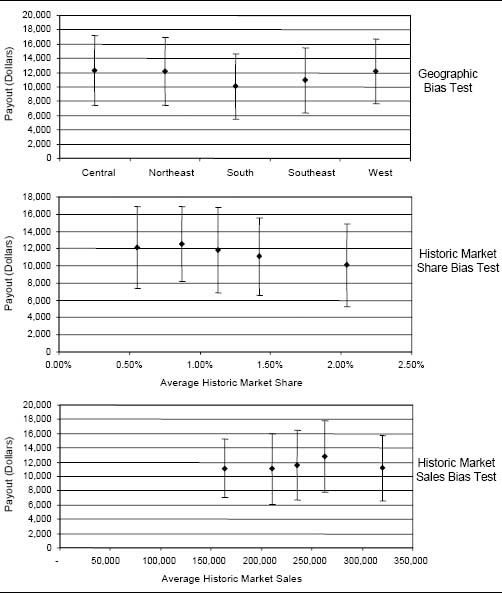 20,000
18,000
16,000
14,000
12,000
10,000
8,000
6,000
4,000
2,000
0
Payout (Dollars)
Central Northeast South Southeast West
Geographic
Bias Test
18,000
16,000
14,000
12,000
10,000
8,000
6,000
4,000
2,000
0
Payout (Dollars)
0.00% 0.50% 1.00% 1.50% 2.00% 2.50%
Average Historic Market Share
Historic Market
Share Bias Test
20,000
18,000
16,000
14,000
12,000
10,000
8,000
6,000
4,000
2,000
0
Payout (Dollars)
- 50,000 100,000 150,000 200,000 250,000 300,000 350,000
Average Historic Market Sales
Historic Market
Sales Bias Test